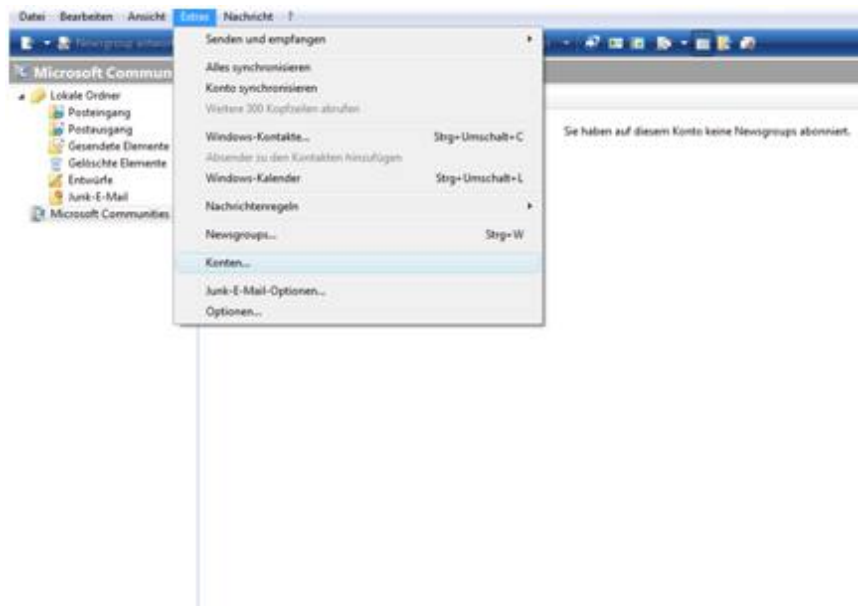 Datei Bearbeiten Ansicht Extras Nachricht ?
Newsgroup
Microsoft Commun
Lokale Ordner
Posteingang
Postausgang
Gesendete Elemente
Gelöschte Elemente
Entwürfe
Junk-E-Mail
Microsoft Communities
Senden und empfangen
Alles synchronisieren
Konto synchronisieren
Weitere 300 Kopfzeilen abrufen
Windows-Kontakte... Strg+Umschalt+C
Absender zu den Kontakten hinzufügen
Windows-Kalender Strg+Umschalt+L
Nachrichtenregeln
Newsgroups... Strg+W
Konten...
Junk-E-Mail-Optionen...
Optionen...
Sie haben auf diesem Konto keine Newsgroups abonniert.